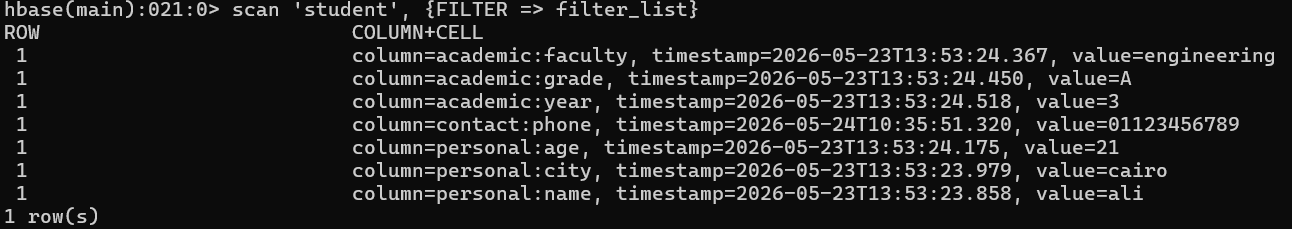 hbase(main):021:0> scan 'student', {FILTER => filter_list}
ROW COLUMN+CELL
1 column=academic:faculty, timestamp=2026-05-23T13:53:24.367, value=engineering
1 column=academic:grade, timestamp=2026-05-23T13:53:24.450, value=A
1 column=academic:year, timestamp=2026-05-23T13:53:24.518, value=3
1 column=contact:phone, timestamp=2026-05-24T10:35:51.320, value=01123456789
1 column=personal:age, timestamp=2026-05-23T13:53:24.175, value=21
1 column=personal:city, timestamp=2026-05-23T13:53:23.979, value=cairo
1 column=personal:name, timestamp=2026-05-23T13:53:23.858, value=ali
1 row(s)